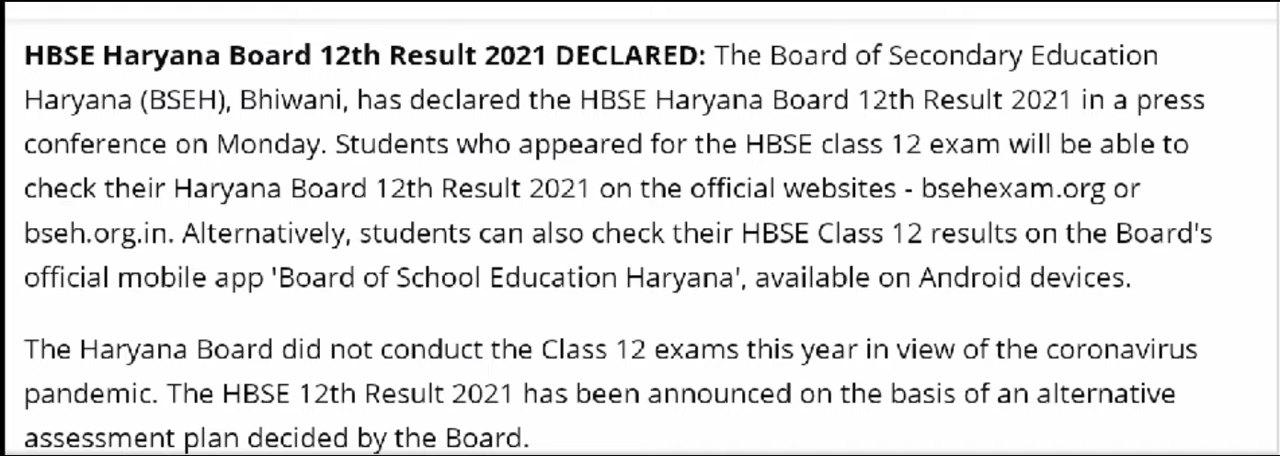 HBSE Haryana Board 12th Result 2021 DECLARED: The Board of Secondary Education
Haryana (BSEH), Bhiwani, has declared the HBSE Haryana Board 12th Result 2021 in a press
conference on Monday. Students who appeared for the HBSE class 12 exam will be able to
check their Haryana Board 12th Result 2021 on the official websites - bsehexam.org or
bseh.org.in. Alternatively, students can also check their HBSE Class 12 results on the Board's
official mobile app 'Board of School Education Haryana', available on Android devices.
The Haryana Board did not conduct the Class 12 exams this year in view of the coronavirus
pandemic. The HBSE 12th Result 2021 has been announced on the basis of an alternative
assessment plan decided by the Board.